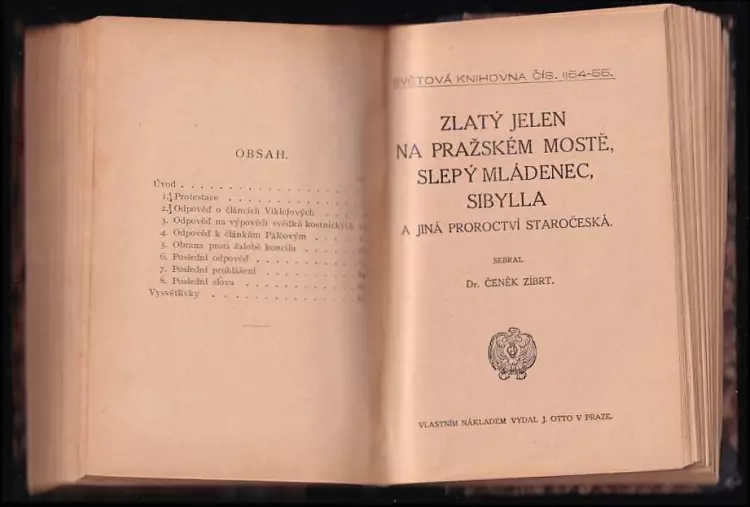 OBSAH.
Úvod
1. Protestace
2. Odpověď o článcích Viklefových
3. Odpověď na výpovědi svědků kostnických
4. Odpověď k článkům Pálčovým
5. Obrana proti žalobě koncilu
6. Poslední odpověď
7. Poslední prohlášení
8. Poslední slova
Vysvětlivky
SVĚTOVÁ KNIHOVNA ČÍS. 1154-55.
ZLATÝ JELEN
NA PRAŽSKÉM MOSTĚ,
SLEPÝ MLÁDENEC,
SIBYLLA
A JINÁ PROROCTVÍ STAROČESKÁ.
SEBRAL
Dr. ČENĚK ZÍBRT.
VLASTNÍM NÁKLADEM VYDAL J. OTTO V PRAZE.